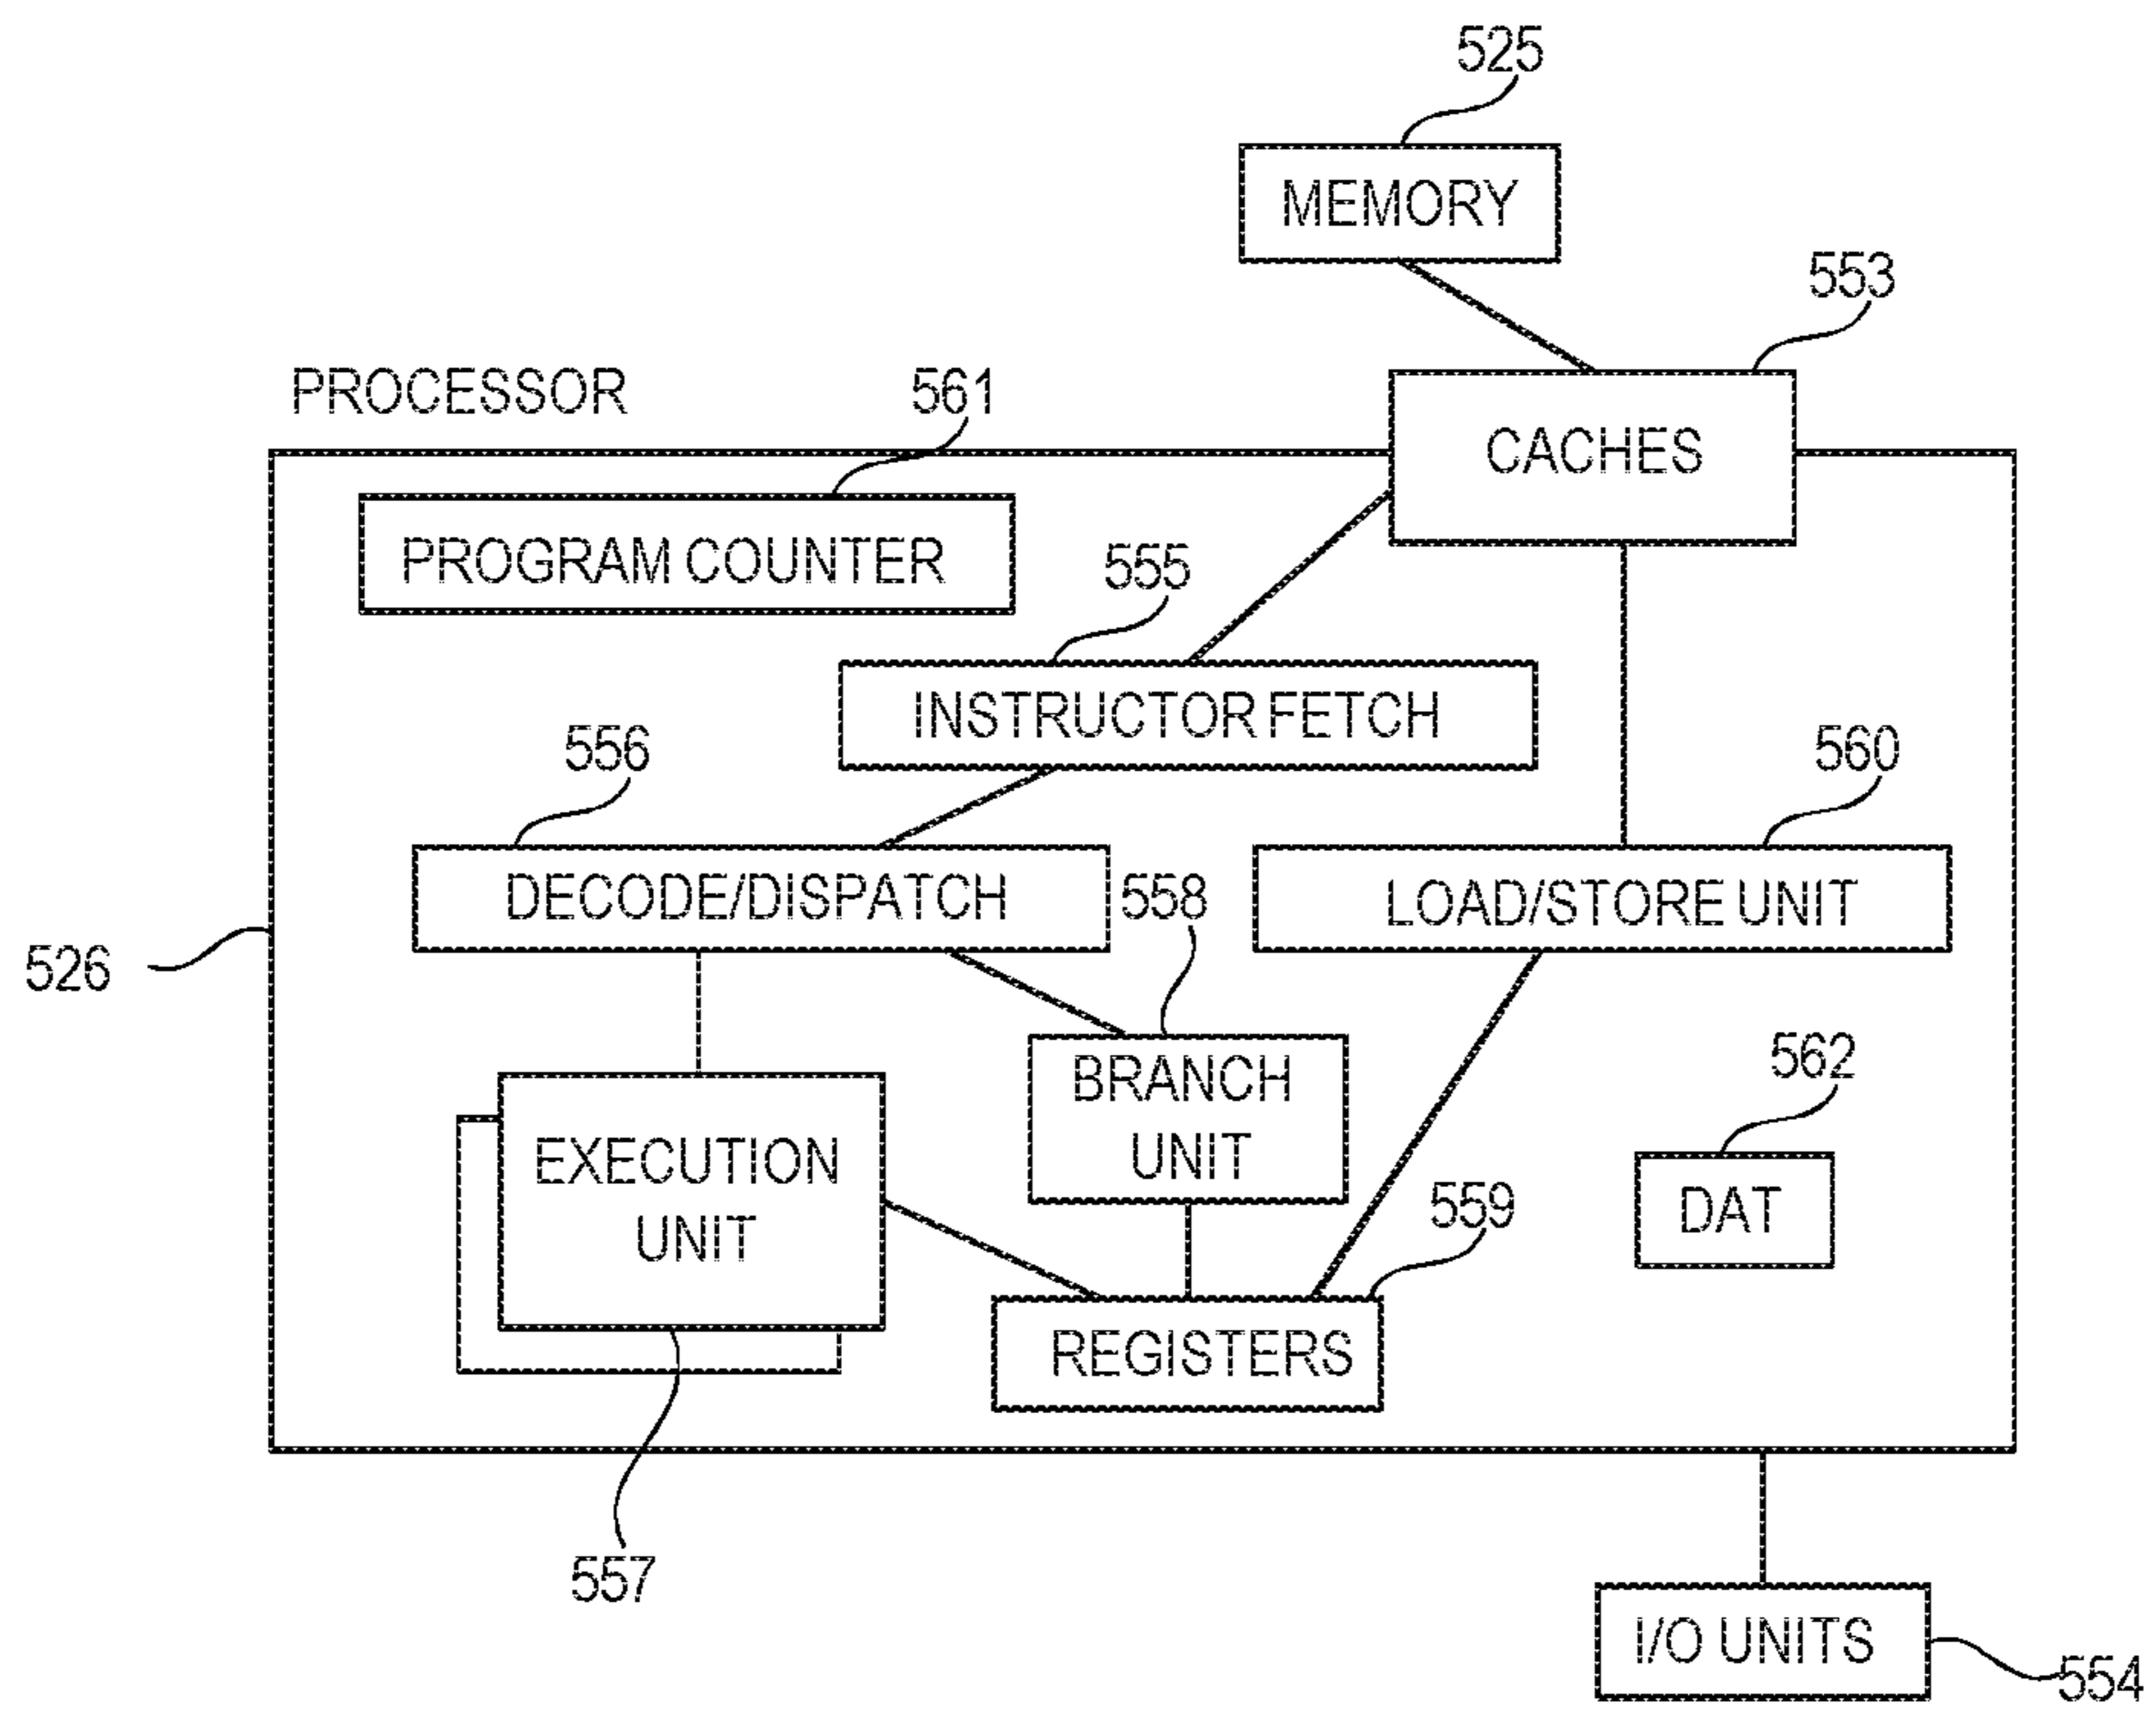 525
MEMORY
553
PROCESSOR
561
CACHES
PROGRAM COUNTER
555
INSTRUCTOR FETCH
556
560
DECODE/DISPATCH
558
LOAD/STORE UNIT
526
BRANCH
UNIT
562
EXECUTION
UNIT
559
DAT
REGISTERS
557
I/O UNITS
554